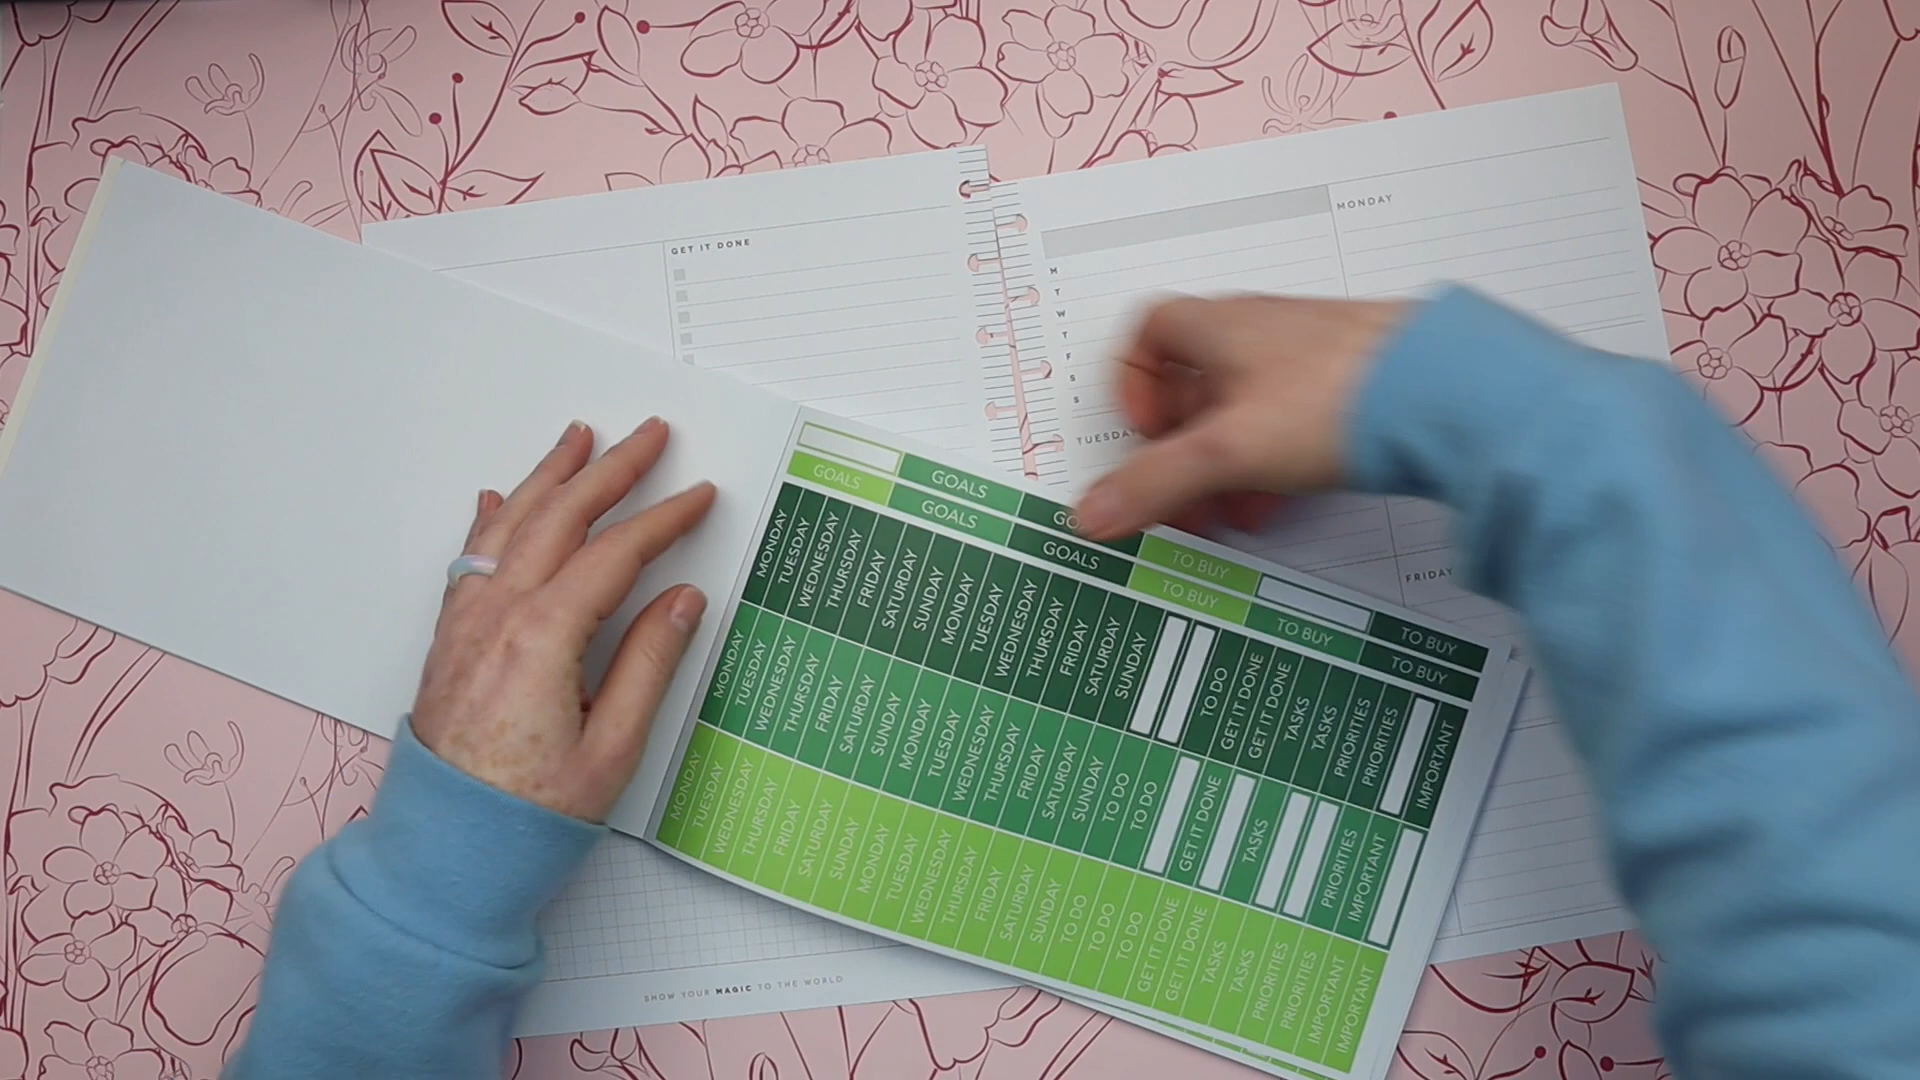 GET IT DONE
MONDAY
M
T
W
T
F
S
S
TUESDAY
FRIDAY
GOALS GO TO BUY TO BUY
GOALS GOALS GOALS TO BUY TO BUY TO BUY
MONDAY
TUESDAY
WEDNESDAY
THURSDAY
FRIDAY
SATURDAY
SUNDAY
MONDAY
TUESDAY
WEDNESDAY
THURSDAY
FRIDAY
SATURDAY
SUNDAY
TO DO
GET IT DONE
GET IT DONE
TASKS
TASKS
PRIORITIES
PRIORITIES
IMPORTANT
MONDAY
TUESDAY
WEDNESDAY
THURSDAY
FRIDAY
SATURDAY
SUNDAY
MONDAY
TUESDAY
WEDNESDAY
THURSDAY
FRIDAY
SATURDAY
SUNDAY
TO DO
TO DO
GET IT DONE
TASKS
PRIORITIES
IMPORTANT
MONDAY
TUESDAY
WEDNESDAY
THURSDAY
FRIDAY
SATURDAY
SUNDAY
MONDAY
TUESDAY
WEDNESDAY
THURSDAY
FRIDAY
SATURDAY
SUNDAY
TO DO
TO DO
TO DO
GET IT DONE
GET IT DONE
TASKS
TASKS
PRIORITIES
PRIORITIES
IMPORTANT
IMPORTANT
SHOW YOUR MAGIC TO THE WORLD